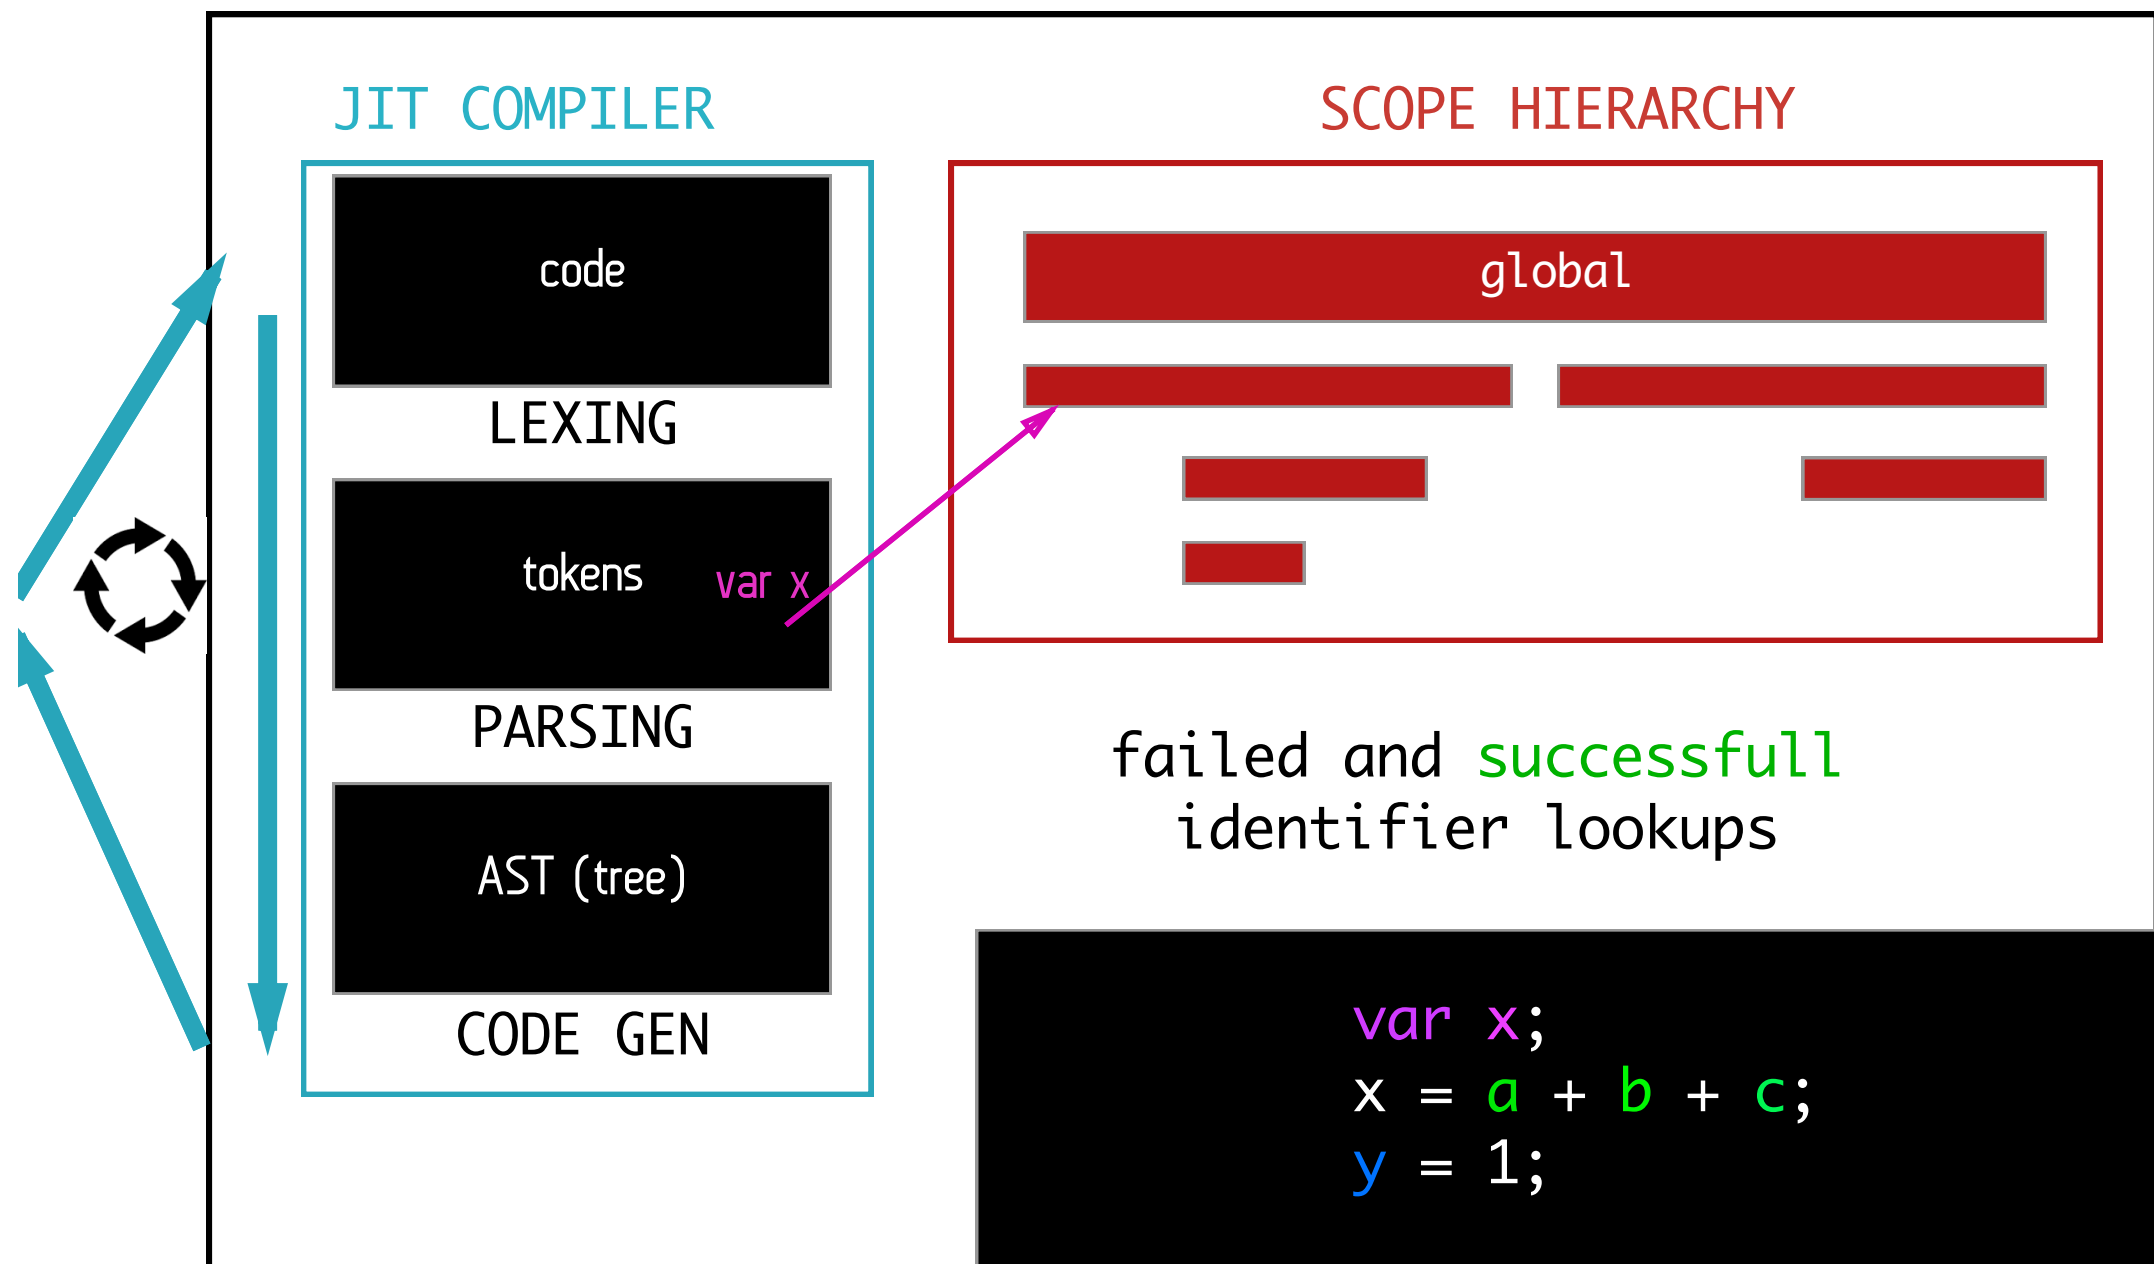 JIT COMPILER
code
LEXING
tokens
var x
PARSING
AST (tree)
CODE GEN
SCOPE HIERARCHY
global
failed and successfull
identifier lookups
var x;
x = a + b + c;
y = 1;